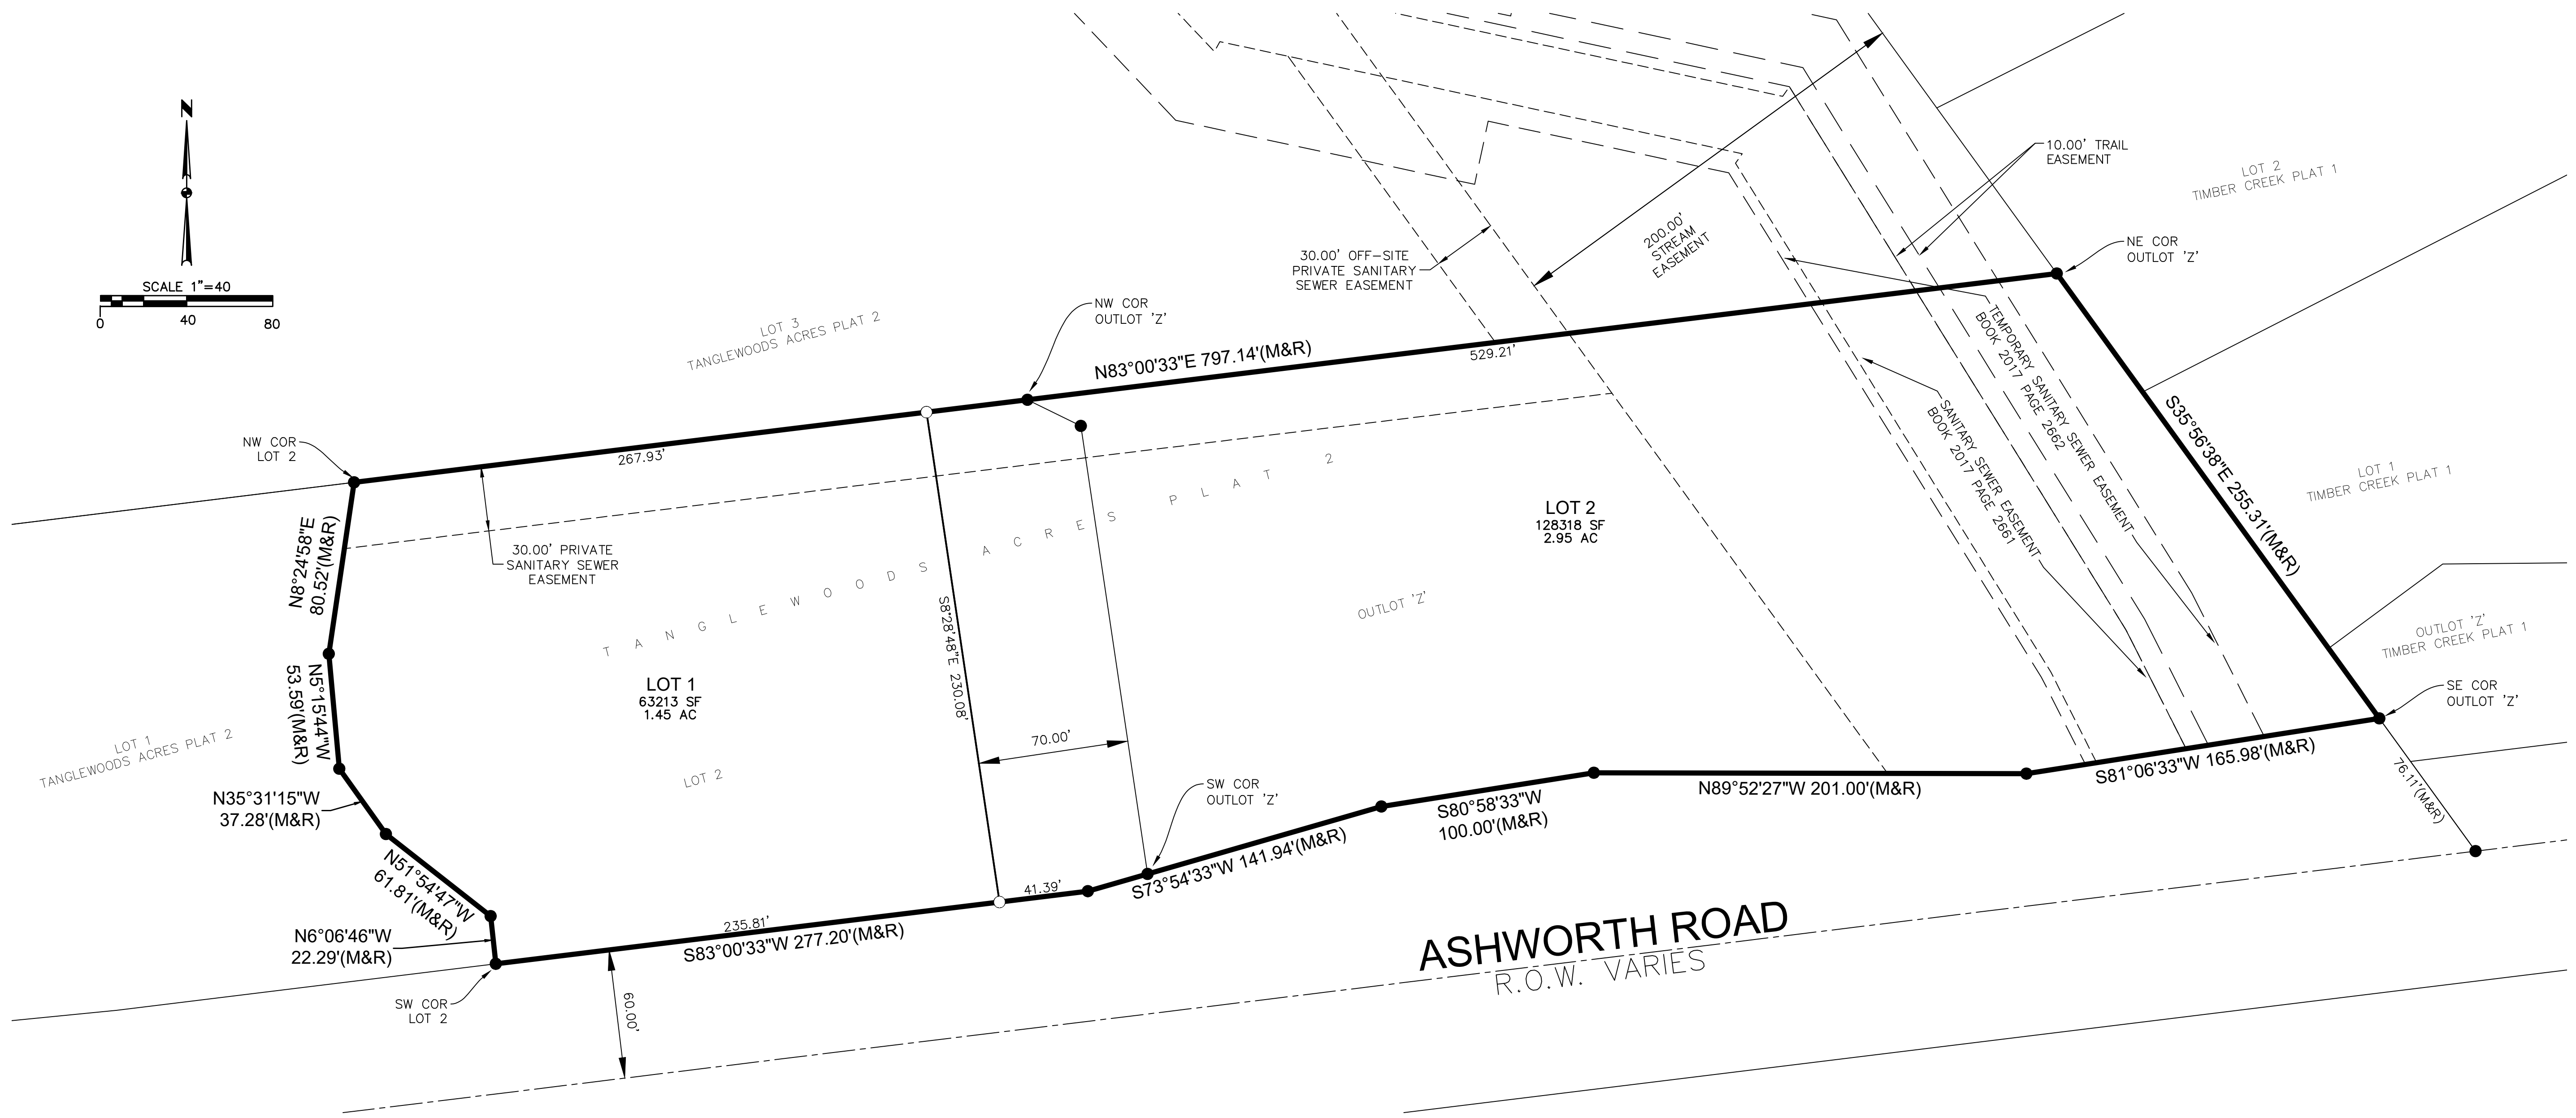 N
SCALE 1"=40
0
40
80
10.00' TRAIL
EASEMENT
LOT 2
TIMBER CREEK PLAT 1
200.00'
STREAM
EASEMENT
30.00' OFF-SITE
PRIVATE SANITARY
SEWER EASEMENT
NE COR
OUTLOT 'Z'
NW COR
OUTLOT 'Z'
LOT 3
TANGLEWOODS ACRES PLAT 2
N83°00'33"E 797.14'(M&R)
529.21'
TEMPORARY SANITARY SEWER EASEMENT
BOOK 2017 PAGE 2662
SANITARY SEWER EASEMENT
BOOK 2017 PAGE 2661
S35°56'38"E 255.31'(M&R)
LOT 1
TIMBER CREEK PLAT 1
NW COR
LOT 2
267.93'
N8°24'58"E
80.52'(M&R)
30.00' PRIVATE
SANITARY SEWER
EASEMENT
TANGLEWOODS ACRES PLAT 2
LOT 2
128318 SF
2.95 AC
OUTLOT 'Z'
S8°28'48"E 230.08'
OUTLOT 'Z'
TIMBER CREEK PLAT 1
N5°15'44"W
53.59'(M&R)
LOT 1
63213 SF
1.45 AC
SE COR
OUTLOT 'Z'
LOT 1
TANGLEWOODS ACRES PLAT 2
70.00'
LOT 2
SW COR
OUTLOT 'Z'
N35°31'15"W
37.28'(M&R)
S81°06'33"W 165.98'(M&R)
76.11'(M&R)
N89°52'27"W 201.00'(M&R)
S80°58'33"W
100.00'(M&R)
S73°54'33"W 141.94'(M&R)
N51°54'47"W
61.81'(M&R)
41.39'
235.81'
S83°00'33"W 277.20'(M&R)
N6°06'46"W
22.29'(M&R)
ASHWORTH ROAD
R.O.W. VARIES
SW COR
LOT 2
60.00'